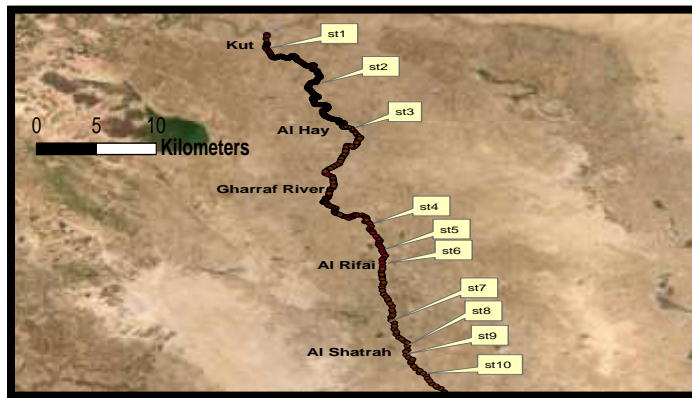 Kut
st1
st2
Al Hay
st3
0 5 10
Kilometers
Gharraf River
st4
st5
st6
Al Rifai
st7
st8
st9
Al Shatrah
st10